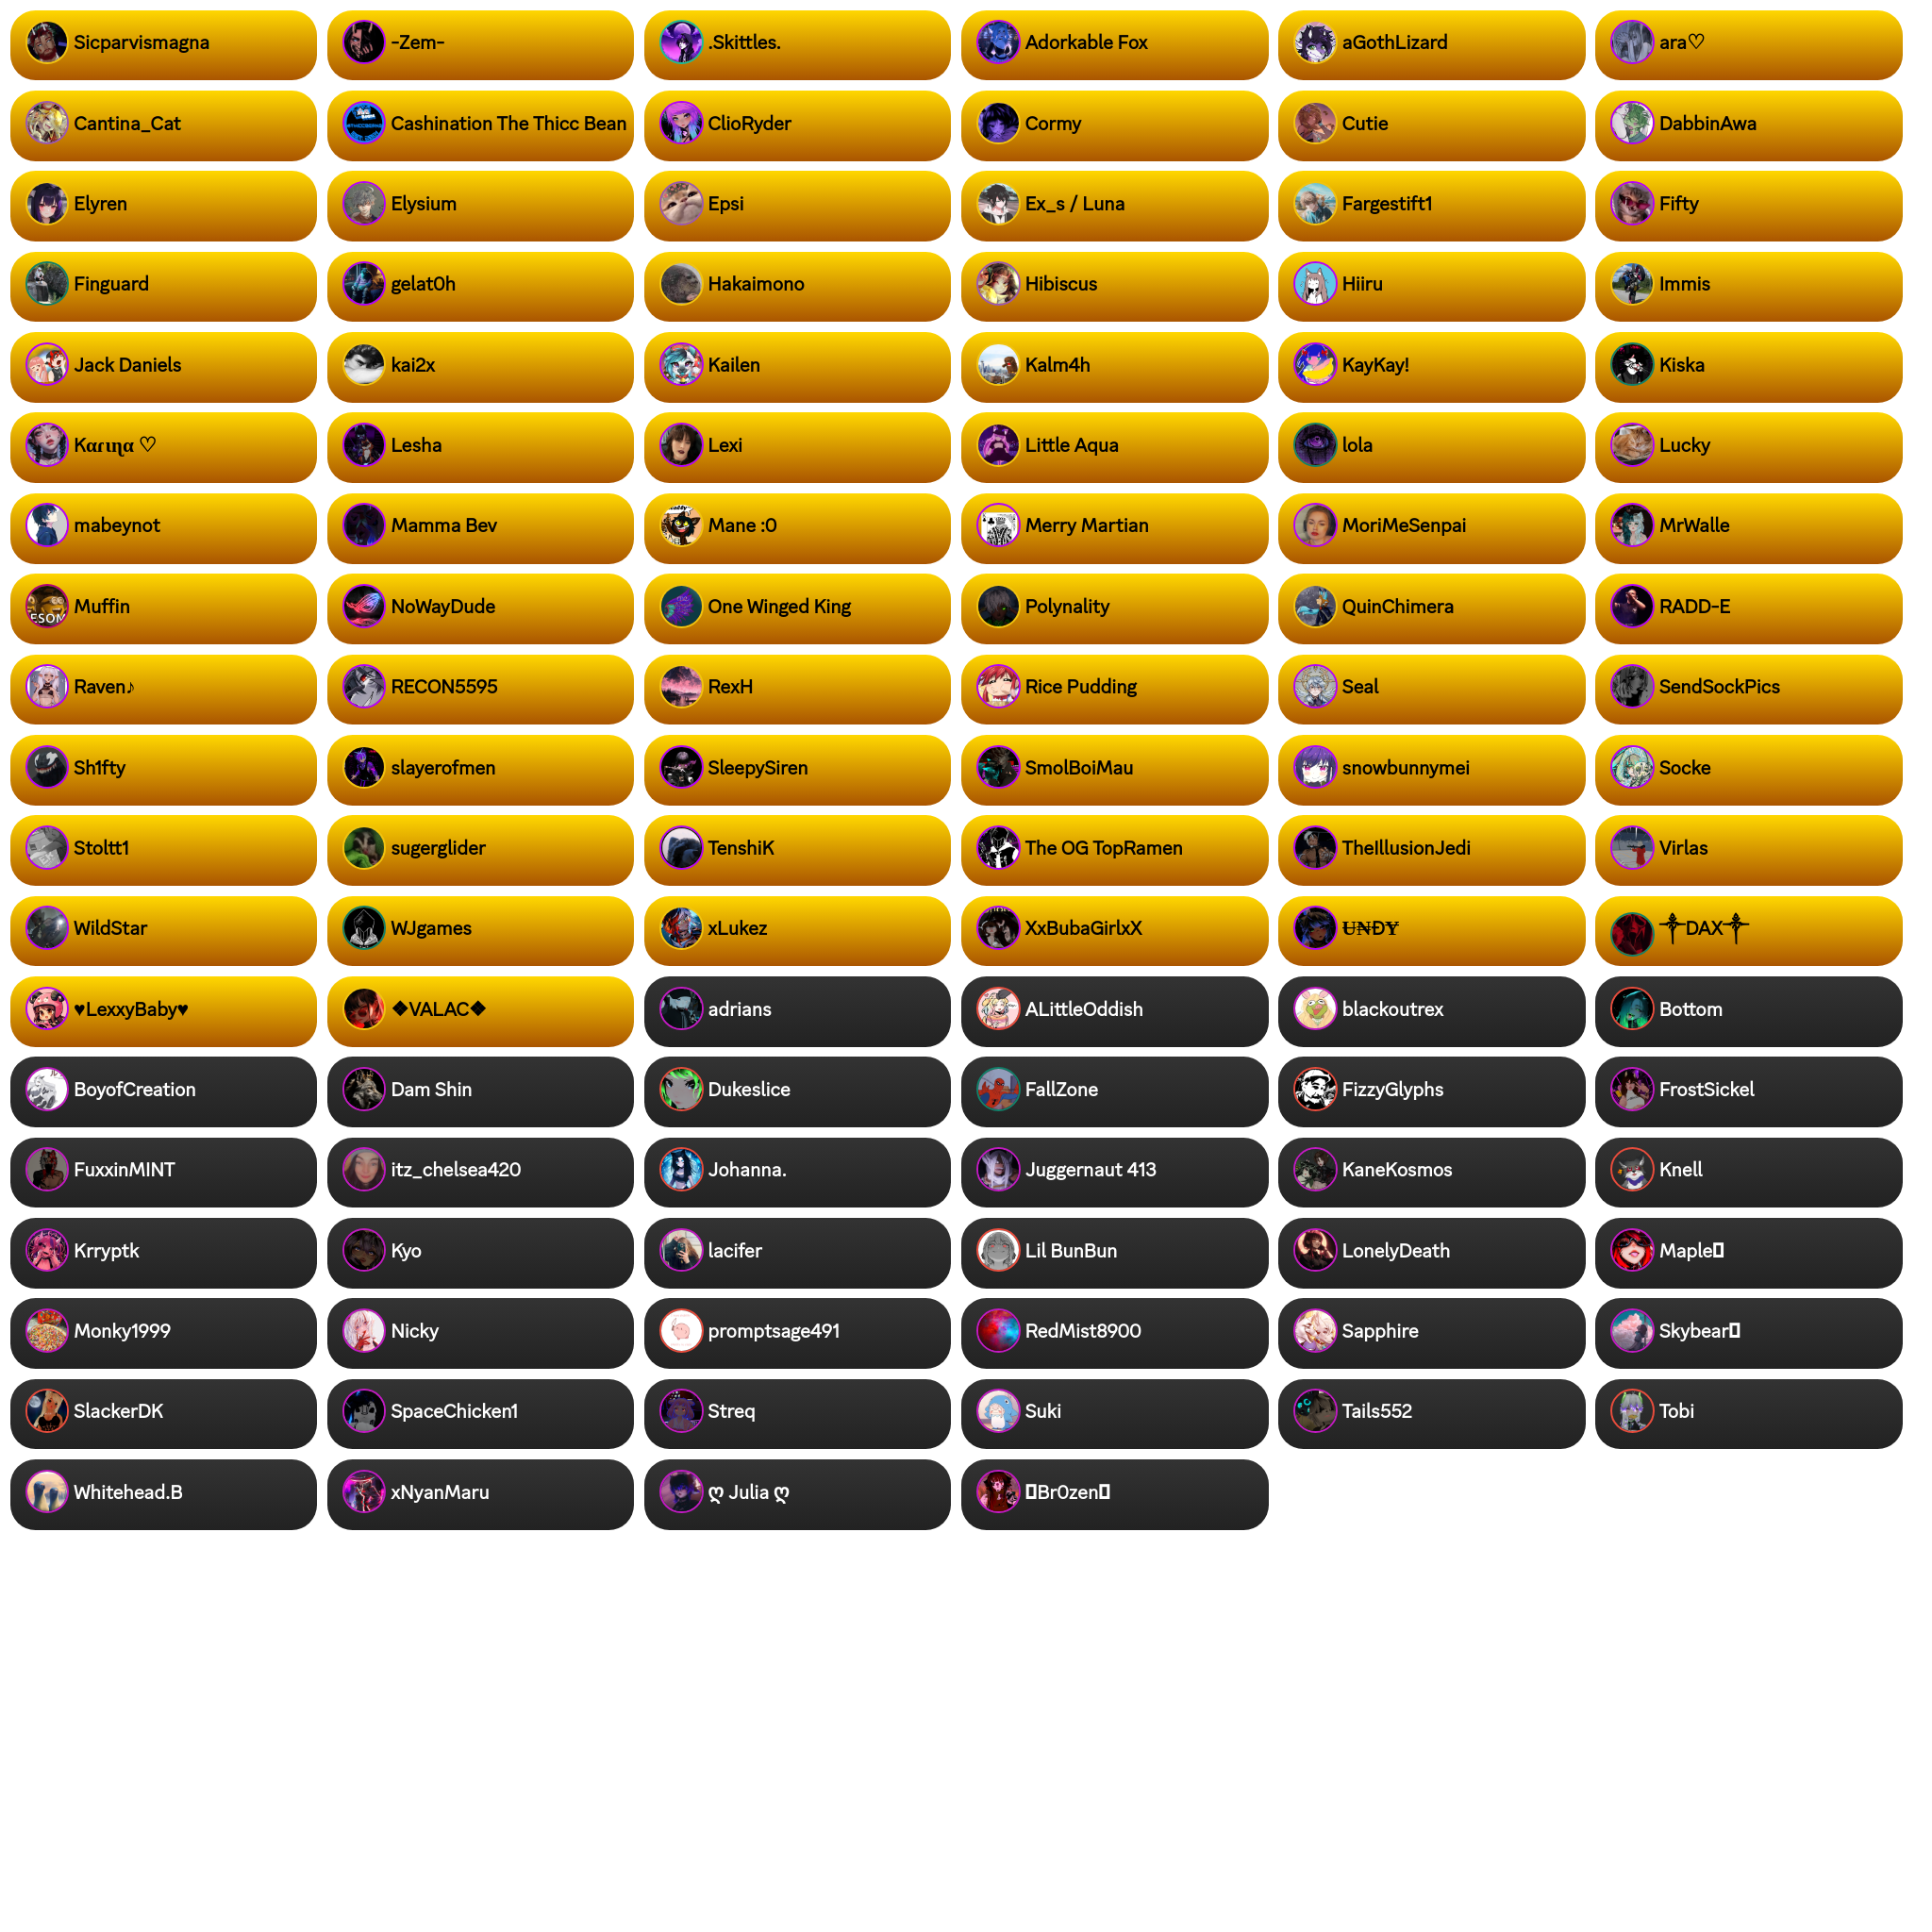 Sicparvismagna
-Zem-
.Skittles.
Adorkable Fox
aGothLizard
ara♡
Cantina_Cat
Cashination The Thicc Bean
ClioRyder
Cormy
Cutie
DabbinAwa
Elyren
Elysium
Epsi
Ex_s / Luna
Fargestift1
Fifty
Finguard
gelat0h
Hakaimono
Hibiscus
Hiiru
Immis
Jack Daniels
kai2x
Kailen
Kalm4h
KayKay!
Kiska
Kαɾιɳα ♡
Lesha
Lexi
Little Aqua
lola
Lucky
mabeynot
Mamma Bev
Mane :0
Merry Martian
MoriMeSenpai
MrWalle
Muffin
NoWayDude
One Winged King
Polynality
QuinChimera
RADD-E
Raven♪
RECON5595
RexH
Rice Pudding
Seal
SendSockPics
Sh1fty
slayerofmen
SleepySiren
SmolBoiMau
snowbunnymei
Socke
Stoltt1
sugerglider
TenshiK
The OG TopRamen
TheIllusionJedi
Virlas
WildStar
WJgames
xLukez
XxBubaGirlxX
U̶N̶D̶Y̶
⸸DAX⸸
♥LexxyBaby♥
❖VALAC❖
adrians
ALittleOddish
blackoutrex
Bottom
BoyofCreation
Dam Shin
Dukeslice
FallZone
FizzyGlyphs
FrostSickel
FuxxinMINT
itz_chelsea420
Johanna.
Juggernaut 413
KaneKosmos
Knell
Krryptk
Kyo
lacifer
Lil BunBun
LonelyDeath
Maple
Monky1999
Nicky
promptsage491
RedMist8900
Sapphire
Skybear
SlackerDK
SpaceChicken1
Streq
Suki
Tails552
Tobi
Whitehead.B
xNyanMaru
ღ Julia ღ
Br0zen